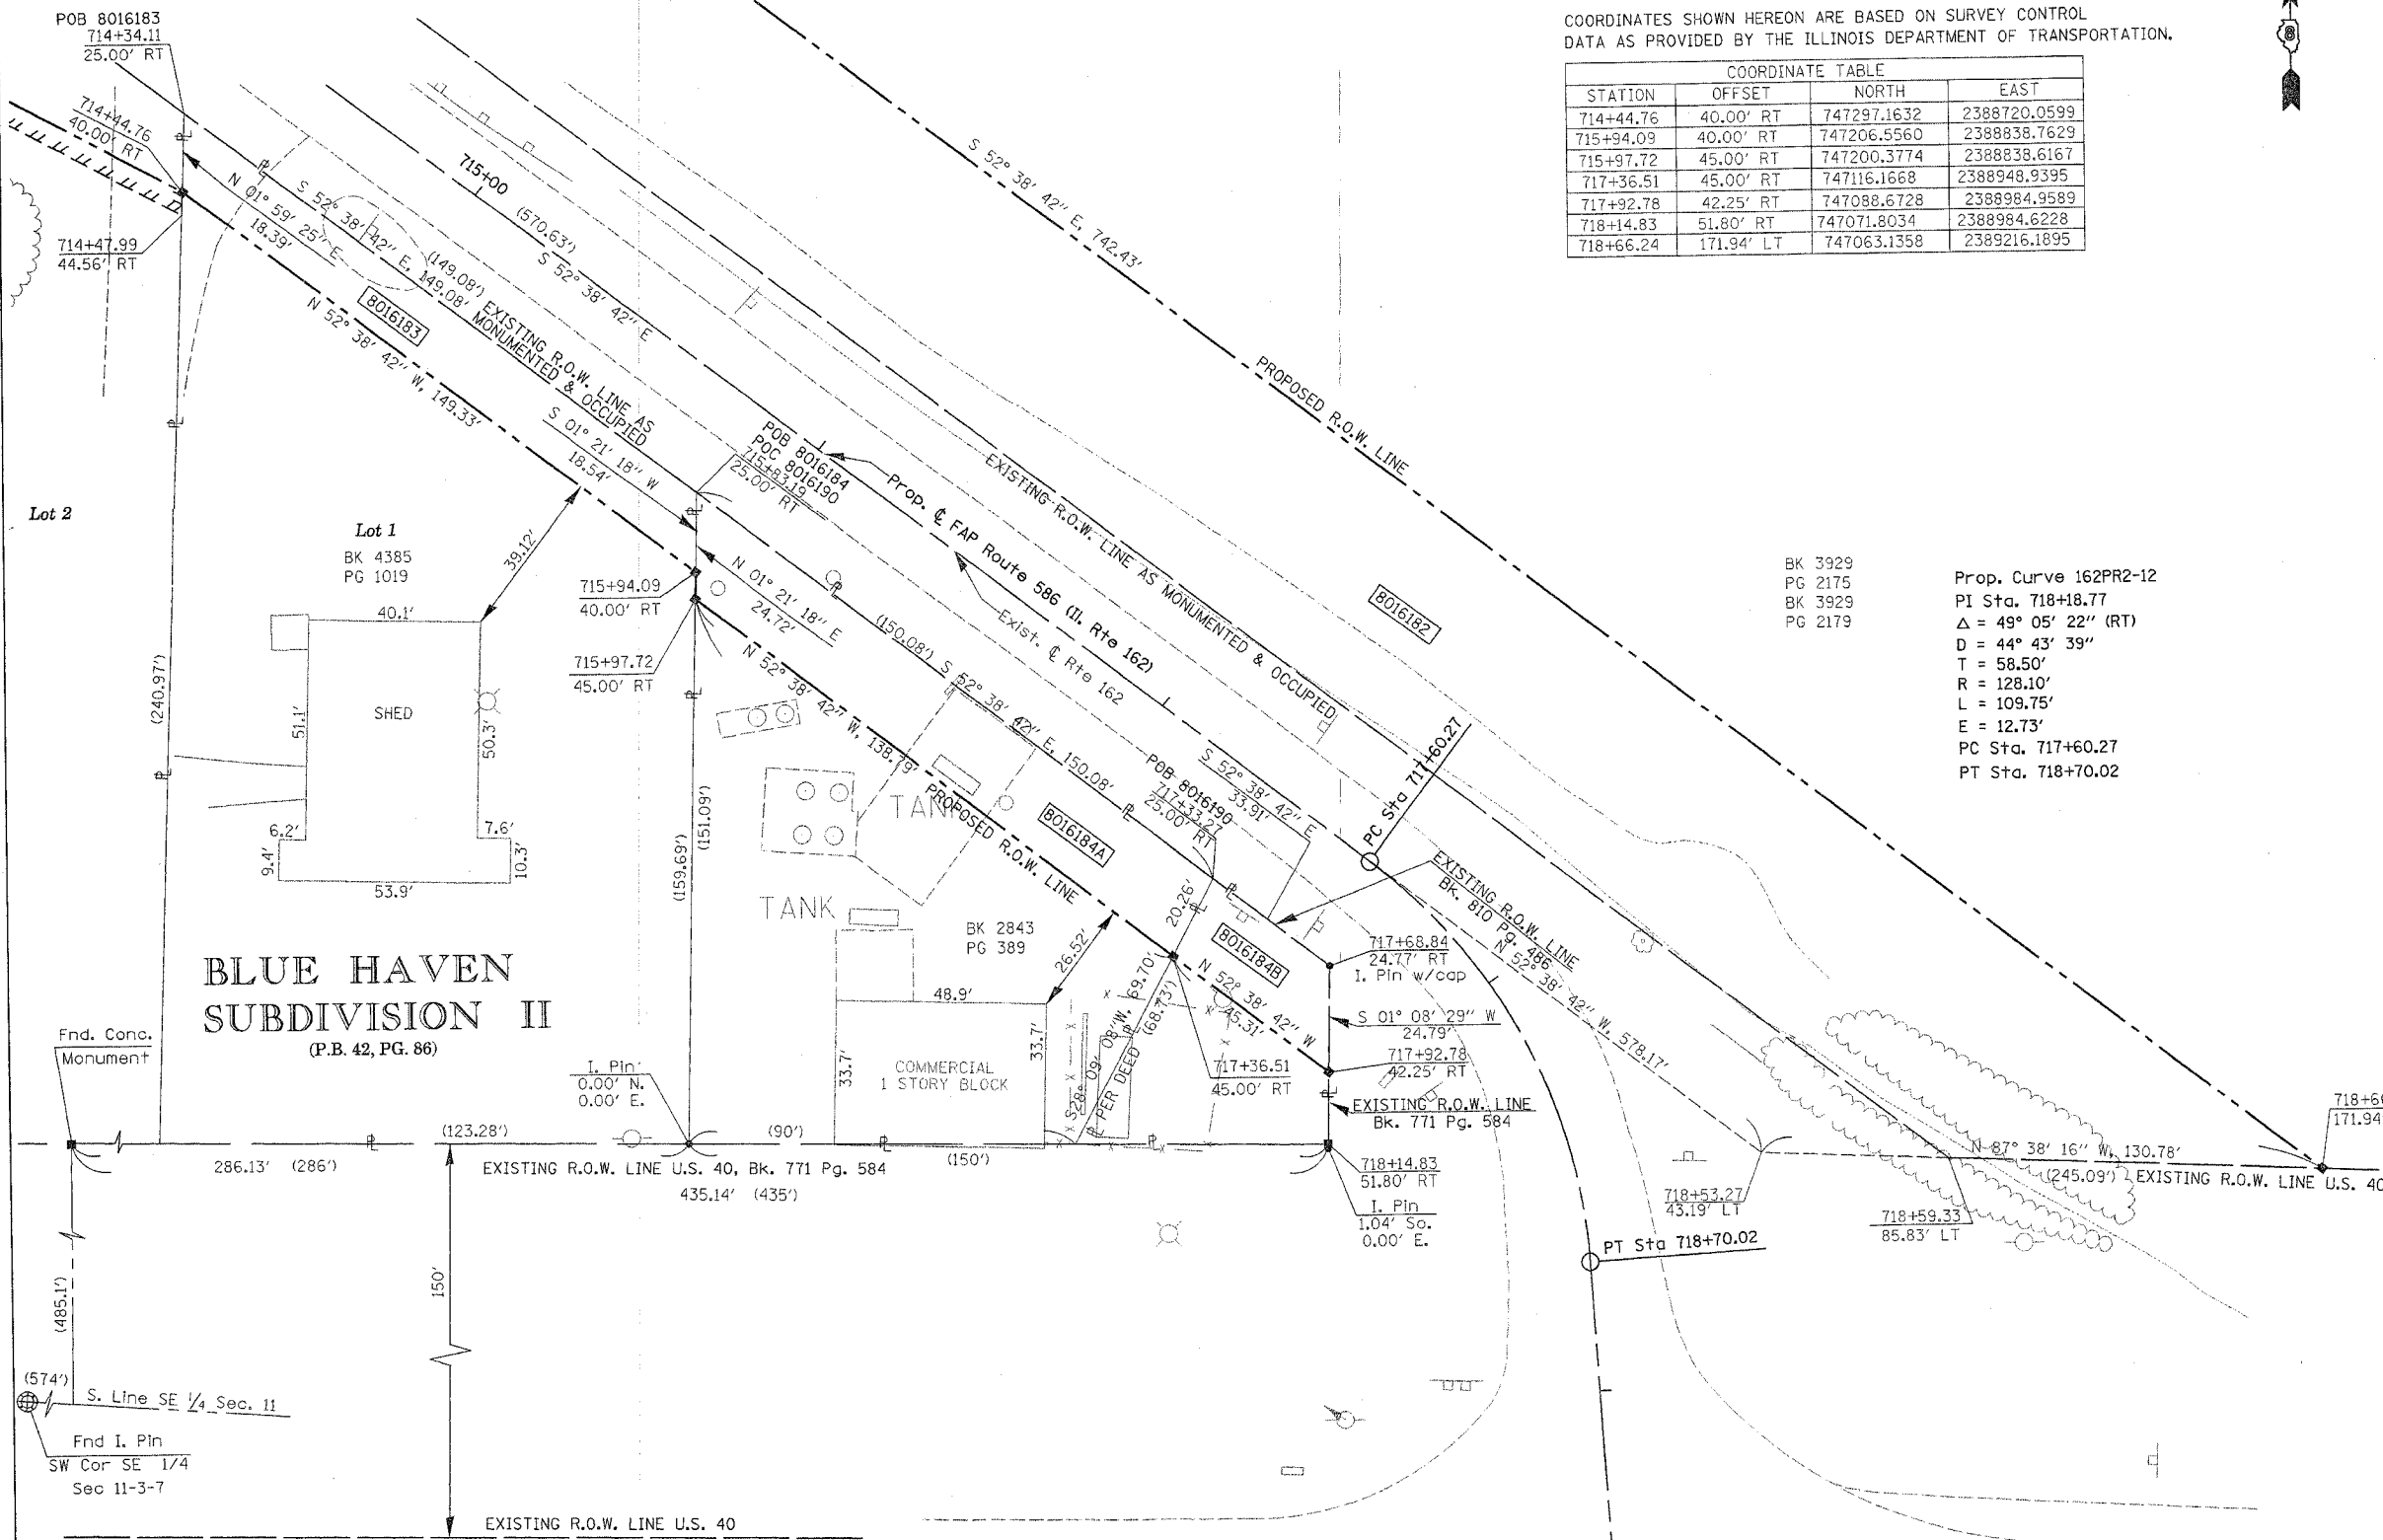 POB 8016183
714+34.11
25.00' RT
714+44.76
40.00' RT
714+47.99
44.56' RT
N 01° 59' 25'' E
18.39'
S 52° 38' 42'' E, 149.08'
(149.08') EXISTING R.O.W. LINE AS
MONUMENTED & OCCUPIED
8016183
N 52° 38' 42'' W, 149.33'
715+00
(570.63')
S 52° 38' 42'' E
S 52° 38' 42'' E, 742.43'
PROPOSED R.O.W. LINE
COORDINATES SHOWN HEREON ARE BASED ON SURVEY CONTROL
DATA AS PROVIDED BY THE ILLINOIS DEPARTMENT OF TRANSPORTATION.
8
COORDINATE TABLE
STATION OFFSET NORTH EAST
714+44.76 40.00' RT 747297.1632 2388720.0599
715+94.09 40.00' RT 747206.5560 2388838.7629
715+97.72 45.00' RT 747200.3774 2388838.6167
717+36.51 45.00' RT 747116.1668 2388948.9395
717+92.78 42.25' RT 747088.6728 2388984.9589
718+14.83 51.80' RT 747071.8034 2388984.6228
718+66.24 171.94' LT 747063.1358 2389216.1895
S 01° 21' 18'' W
18.54'
POB 8016184
POC 8016190
715+83.19
25.00' RT
Prop. ℄ FAP Route 586 (Il. Rte 162)
Exist. ℄ Rte 162
EXISTING R.O.W. LINE AS MONUMENTED & OCCUPIED
8016182
BK 3929
PG 2175
BK 3929
PG 2179
Prop. Curve 162PR2-12
PI Sta. 718+18.77
Δ = 49° 05' 22'' (RT)
D = 44° 43' 39''
T = 58.50'
R = 128.10'
L = 109.75'
E = 12.73'
PC Sta. 717+60.27
PT Sta. 718+70.02
Lot 2
Lot 1
BK 4385
PG 1019
39.12'
40.1'
51.1'
SHED
50.3'
6.2'
7.6'
9.4'
10.3'
53.9'
(240.97')
715+94.09
40.00' RT
715+97.72
45.00' RT
N 01° 21' 18'' E
24.72'
(150.08') S 52° 38' 42'' E, 150.08'
N 52° 38' 42'' W, 138.79'
PROPOSED R.O.W. LINE
TANK
TANK
8016184A
(159.69')
(151.09')
POB 8016190
717+33.27
25.00' RT
S 52° 38' 42'' E
33.91'
PC Sta 717+60.27
EXISTING R.O.W. LINE
BK. 810 Pg. 486
N 52° 38' 42'' W, 578.17'
20.26'
8016184B
717+68.84
24.77' RT
I. Pin w/cap
BK 2843
PG 389
26.52'
48.9'
33.7'
33.7'
COMMERCIAL
1 STORY BLOCK
S 28° 09' 08'' W, 69.70'
PER DEED (68.73')
N 52° 38' 42'' W
45.31'
S 01° 08' 29'' W
24.79'
717+92.78
42.25' RT
717+36.51
45.00' RT
EXISTING R.O.W. LINE
Bk. 771 Pg. 584
BLUE HAVEN
SUBDIVISION II
(P.B. 42, PG. 86)
Fnd. Conc.
Monument
I. Pin
0.00' N.
0.00' E.
(123.28')
(90')
(150')
286.13' (286')
EXISTING R.O.W. LINE U.S. 40, Bk. 771 Pg. 584
435.14' (435')
718+14.83
51.80' RT
I. Pin
1.04' So.
0.00' E.
718+53.27
43.19' LT
718+59.33
85.83' LT
N 87° 38' 16'' W, 130.78'
(245.09') EXISTING R.O.W. LINE U.S. 40
718+6
171.94
PT Sta 718+70.02
150'
(485.1')
(574')
S. Line SE 1/4 Sec. 11
Fnd I. Pin
SW Cor SE 1/4
Sec 11-3-7
EXISTING R.O.W. LINE U.S. 40